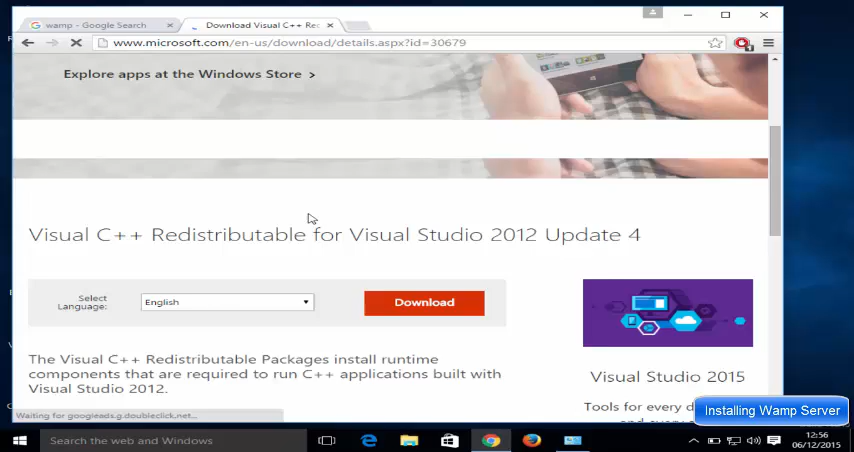 wamp - Google Search
Download Visual C++ Rec
www.microsoft.com/en-us/download/details.aspx?id=30679
Explore apps at the Windows Store >
Visual C++ Redistributable for Visual Studio 2012 Update 4
Select
Language:
English
Download
The Visual C++ Redistributable Packages install runtime
components that are required to run C++ applications built with
Visual Studio 2012.
Visual Studio 2015
Tools for every d
Waiting for googleads.g.doubleclick.net...
Installing Wamp Server
Search the web and Windows
12:56
06/12/2015